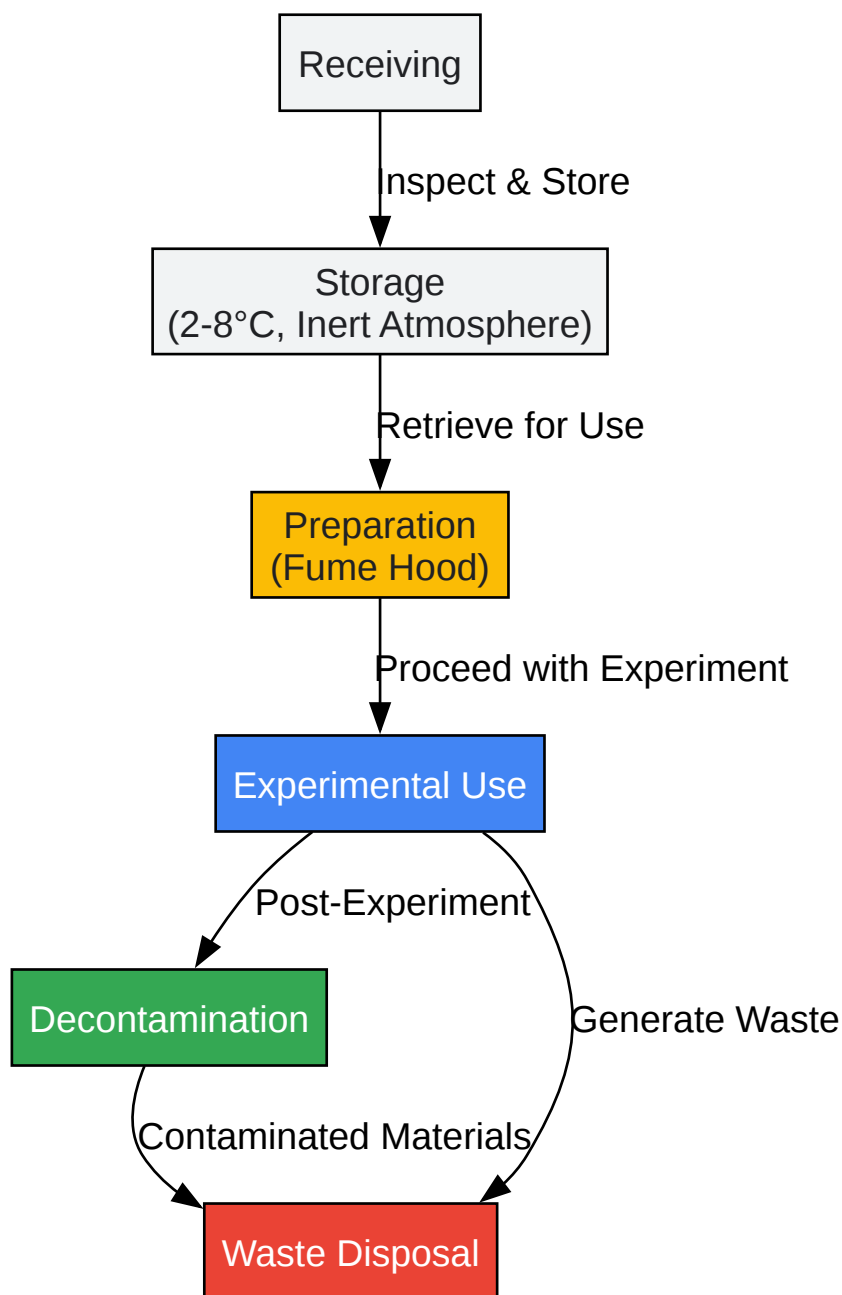 Receiving
Inspect & Store
Storage
(2-8°C, Inert Atmosphere)
Retrieve for Use
Preparation
(Fume Hood)
Proceed with Experiment
Experimental Use
Post-Experiment
Decontamination
Generate Waste
Contaminated Materials
Waste Disposal